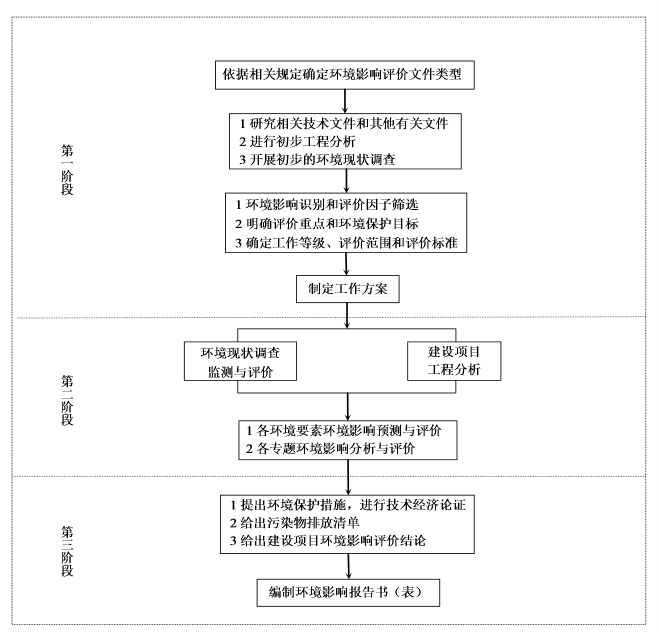 依据相关规定确定环境影响评价文件类型
1 研究相关技术文件和其他有关文件
2 进行初步工程分析
3 开展初步的环境现状调查
第一阶段
1 环境影响识别和评价因子筛选
2 明确评价重点和环境保护目标
3 确定工作等级、评价范围和评价标准
制定工作方案
环境现状调查
监测与评价
建设项目
工程分析
第二阶段
1 各环境要素环境影响预测与评价
2 各专题环境影响分析与评价
1 提出环境保护措施，进行技术经济论证
2 给出污染物排放清单
3 给出建设项目环境影响评价结论
第三阶段
编制环境影响报告书（表）